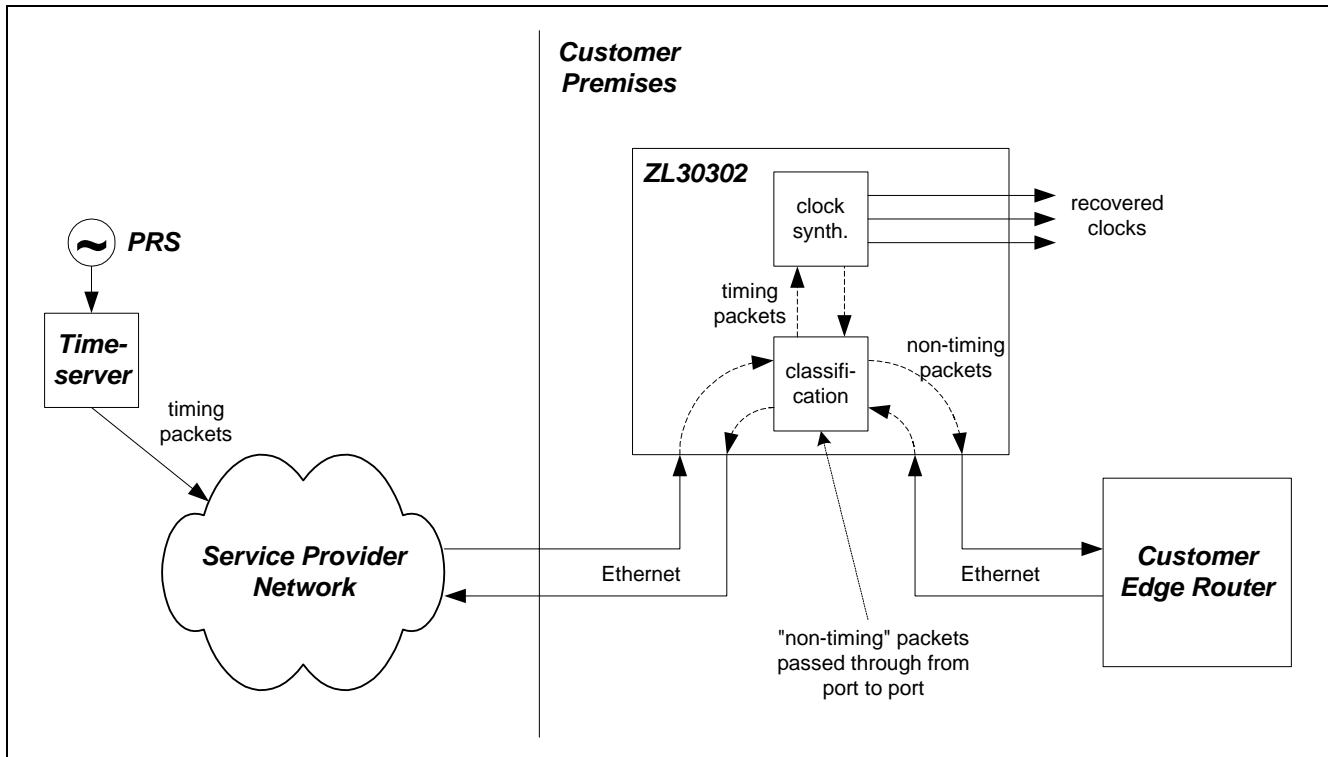 Customer
Premises
ZL30302
clock
synth.
recovered
clocks
~
PRS
timing
packets
non-timing
packets
Time-
server
classifi-
cation
timing
packets
Service Provider
Network
Ethernet
Ethernet
Customer
Edge Router
"non-timing" packets
passed through from
port to port